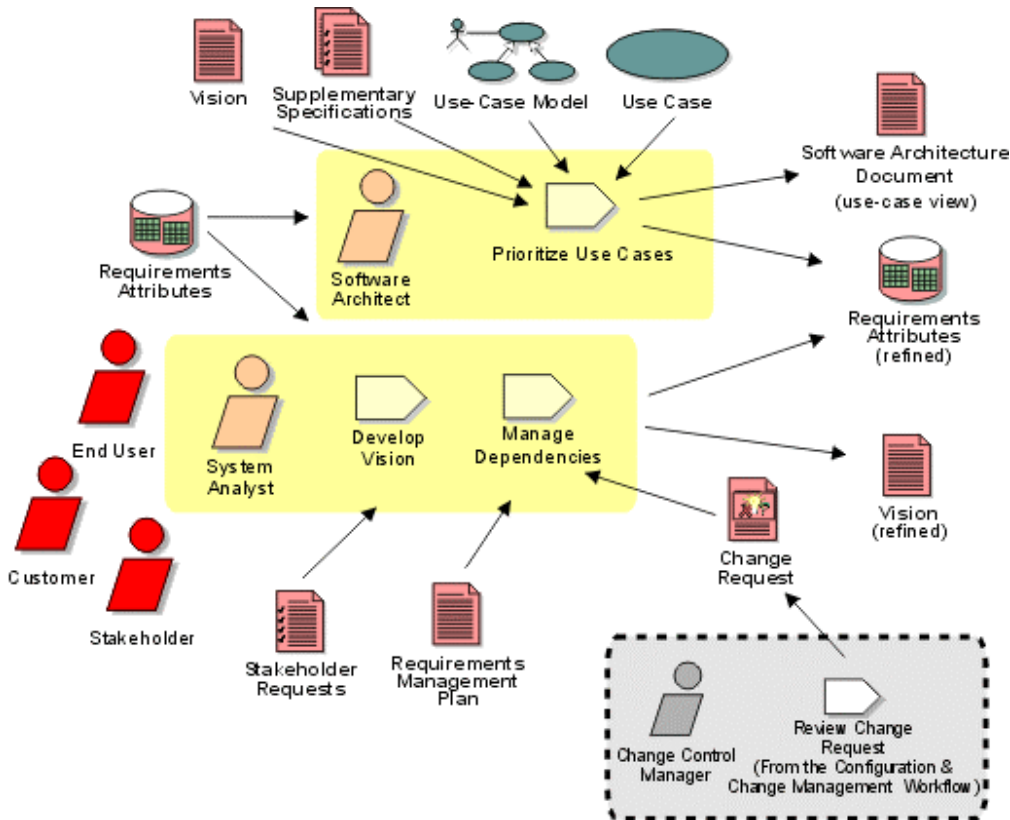 Vision
Supplementary
Specifications
Use-Case Model
Use Case
Software Architecture
Document
(use-case view)
Requirements
Attributes
Software
Architect
Prioritize Use Cases
Requirements
Attributes
(refined)
End User
System
Analyst
Develop
Vision
Manage
Dependencies
Vision
(refined)
Customer
Stakeholder
Stakeholder
Requests
Requirements
Management
Plan
Change
Request
Change Control
Manager
Review Change
Request
(From the Configuration &
Change Management Workflow)